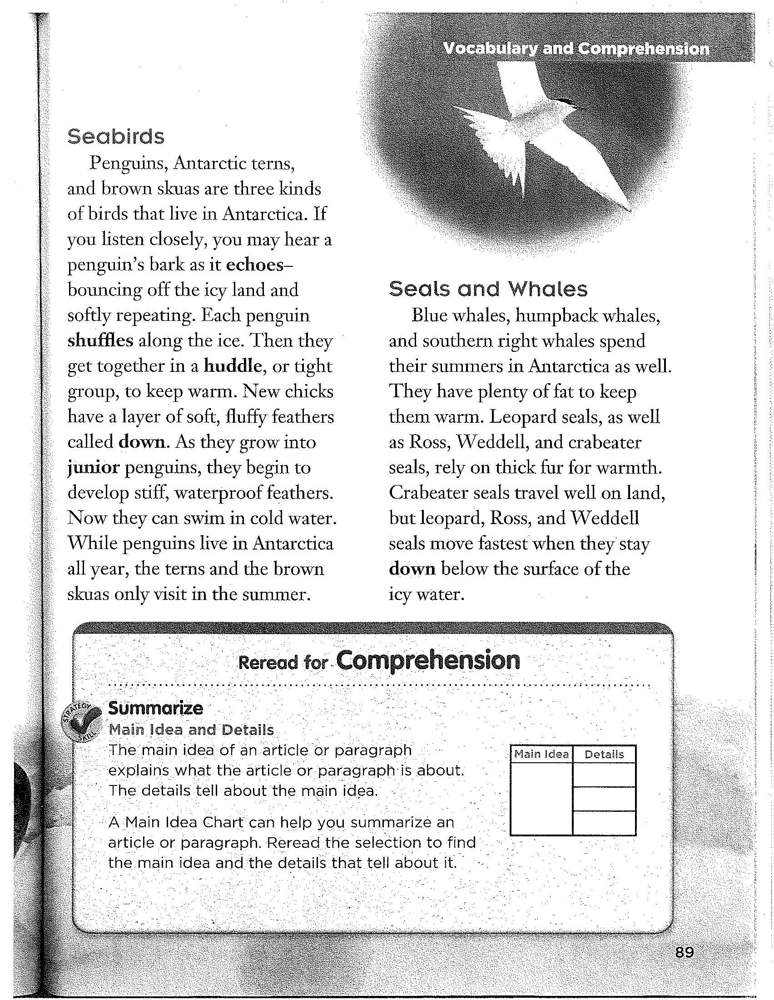 Vocabulary and Comprehension
Seabirds
Penguins, Antarctic terns,
and brown skuas are three kinds
of birds that live in Antarctica. If
you listen closely, you may hear a
penguin's bark as it echoes–
bouncing off the icy land and
softly repeating. Each penguin
shuffles along the ice. Then they
get together in a huddle, or tight
group, to keep warm. New chicks
have a layer of soft, fluffy feathers
called down. As they grow into
junior penguins, they begin to
develop stiff, waterproof feathers.
Now they can swim in cold water.
While penguins live in Antarctica
all year, the terns and the brown
skuas only visit in the summer.
Seals and Whales
Blue whales, humpback whales,
and southern right whales spend
their summers in Antarctica as well.
They have plenty of fat to keep
them warm. Leopard seals, as well
as Ross, Weddell, and crabeater
seals, rely on thick fur for warmth.
Crabeater seals travel well on land,
but leopard, Ross, and Weddell
seals move fastest when they stay
down below the surface of the
icy water.
Reread for Comprehension
STRATEGY
SKILL
Summarize
Main Idea and Details
The main idea of an article or paragraph
explains what the article or paragraph is about.
The details tell about the main idea.
A Main Idea Chart can help you summarize an
article or paragraph. Reread the selection to find
the main idea and the details that tell about it.
Main Idea Details
89